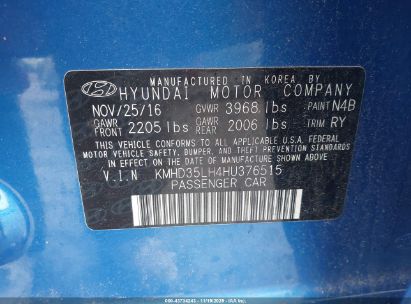 MANUFACTURED IN KOREA BY
HYUNDAI MOTOR COMPANY
NOV/25/16 GVWR 3968 lbs PAINT N4B
GAWR FRONT 2205 lbs GAWR REAR 2006 lbs TRIM RY
THIS VEHICLE CONFORMS TO ALL APPLICABLE U.S.A. FEDERAL
MOTOR VEHICLE SAFETY, BUMPER, AND THEFT PREVENTION STANDARDS
IN EFFECT ON THE DATE OF MANUFACTURE SHOWN ABOVE.
V.I.N KMHD35LH4HU376515
PASSENGER CAR